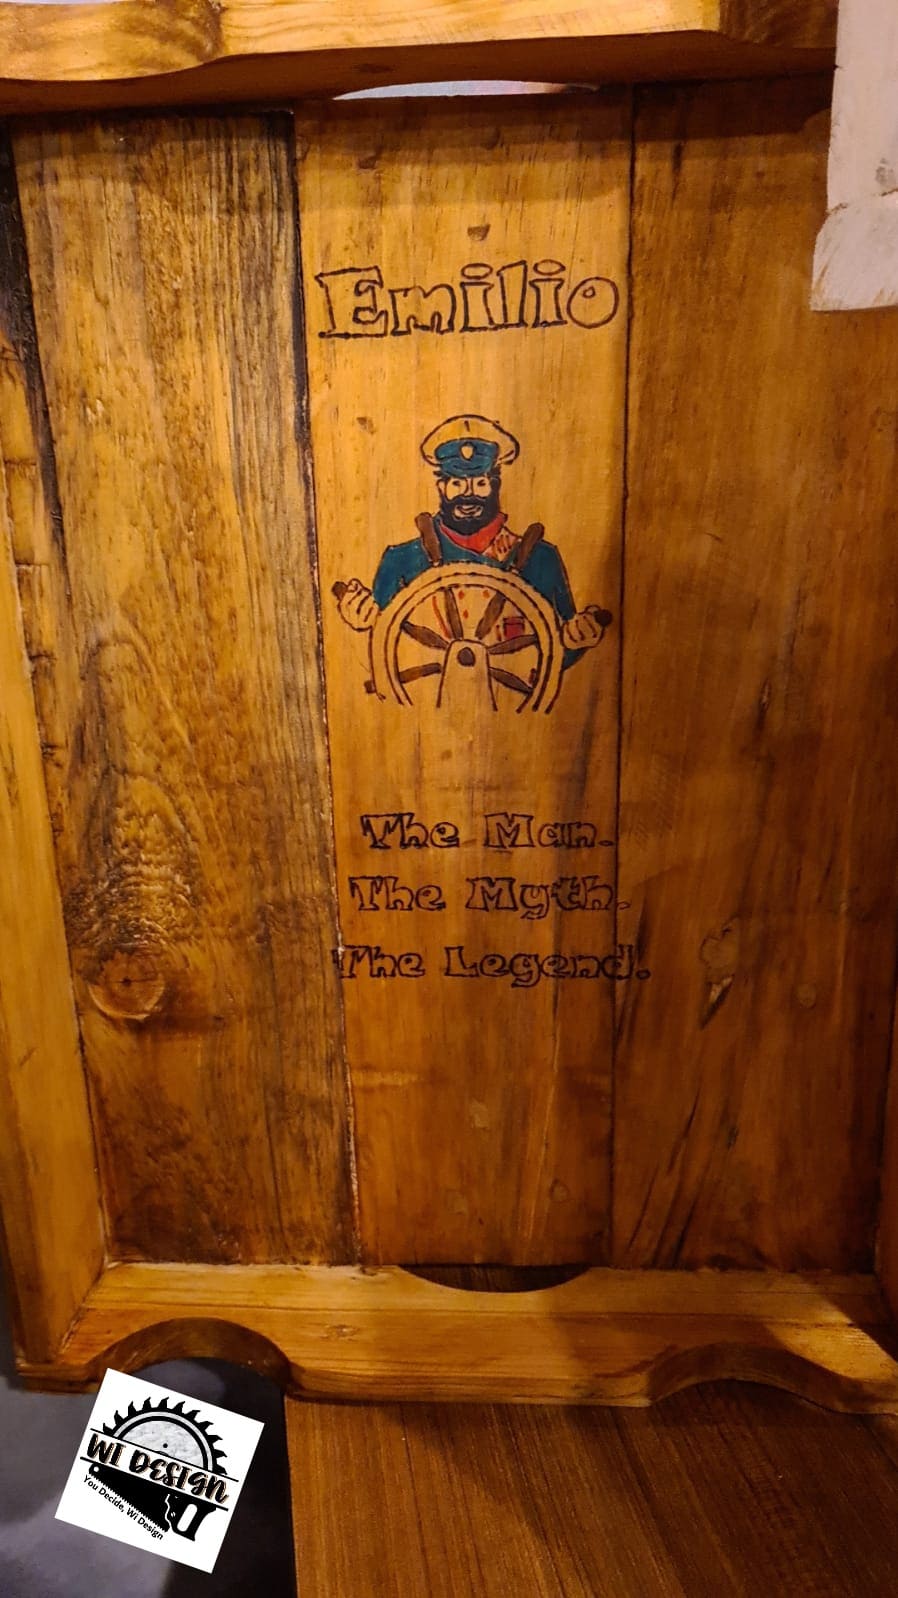 Emilio
The Man.
The Myth.
The Legend.
WI DESIGN
You Decide, Wi Design